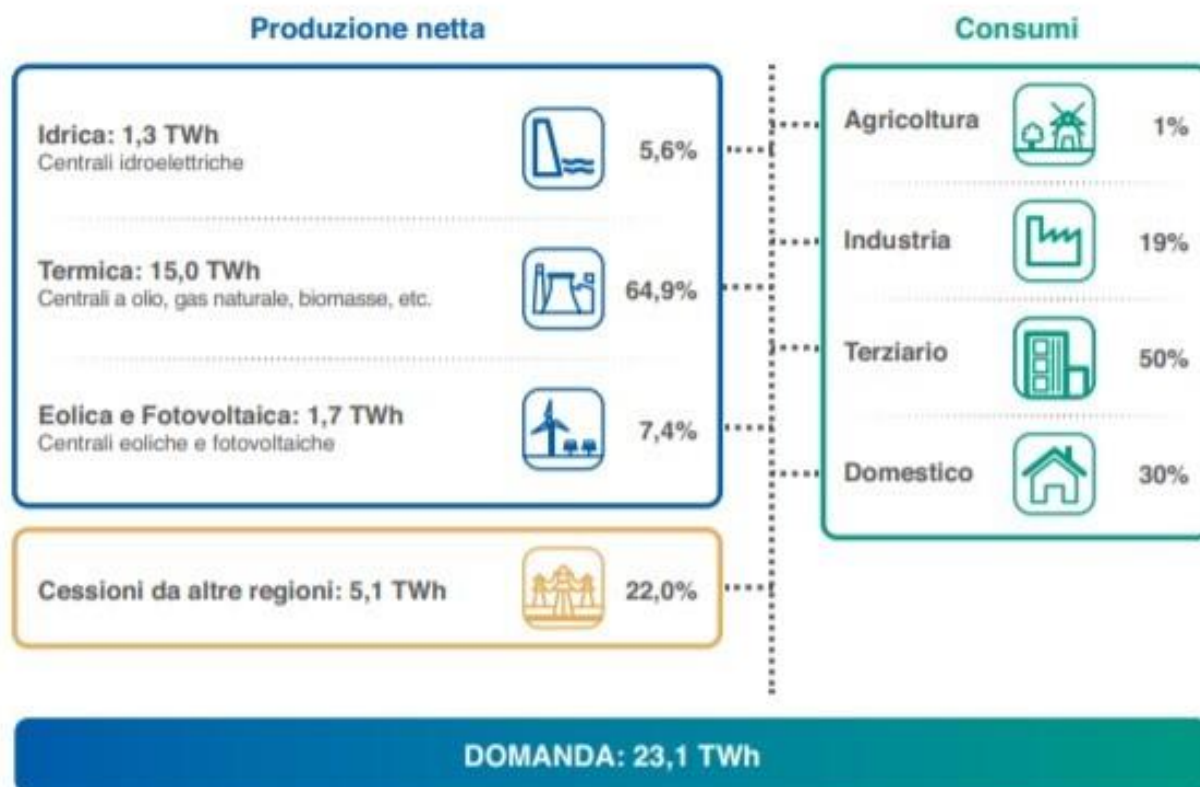 Produzione netta
Idrica: 1,3 TWh
Centrali idroelettriche
5,6%
Termica: 15,0 TWh
Centrali a olio, gas naturale, biomasse, etc.
64,9%
Eolica e Fotovoltaica: 1,7 TWh
Centrali eoliche e fotovoltaiche
7,4%
Cessioni da altre regioni: 5,1 TWh
22,0%
Consumi
Agricoltura
1%
Industria
19%
Terziario
50%
Domestico
30%
DOMANDA: 23,1 TWh